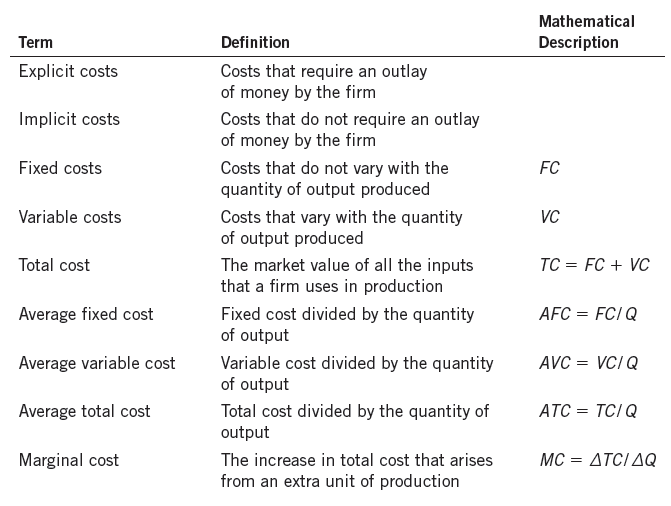 Mathematical
Term Definition Description
Explicit costs Costs that require an outlay
of money by the firm
Implicit costs Costs that do not require an outlay
of money by the firm
Fixed costs Costs that do not vary with the FC
quantity of output produced
Variable costs Costs that vary with the quantity VC
of output produced
Total cost The market value of all the inputs TC = FC + VC
that a firm uses in production
Average fixed cost Fixed cost divided by the quantity AFC = FC/Q
of output
Average variable cost Variable cost divided by the quantity AVC = VC/Q
of output
Average total cost Total cost divided by the quantity of ATC = TC/Q
output
Marginal cost The increase in total cost that arises MC = ΔTC/ΔQ
from an extra unit of production